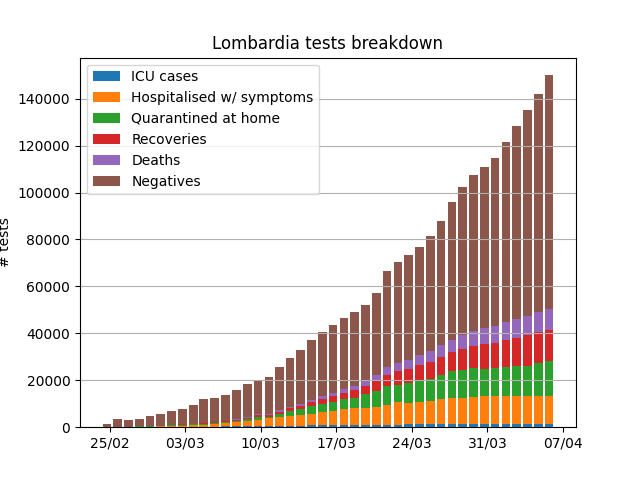 Lombardia tests breakdown
ICU cases
Hospitalised w/ symptoms
Quarantined at home
Recoveries
Deaths
Negatives
# tests
140000
120000
100000
80000
60000
40000
20000
0
25/02 03/03 10/03 17/03 24/03 31/03 07/04